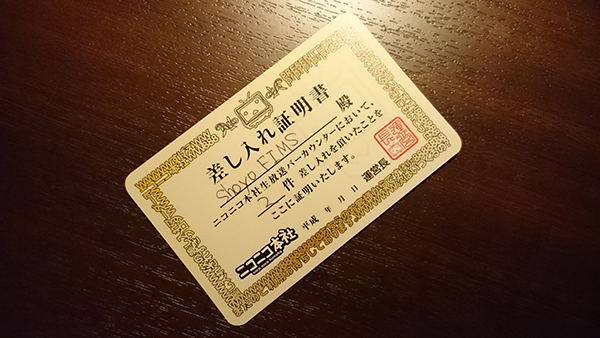 差し入れ証明書
Shoyo FIMS 殿
ニコニコ本社生放送バーカウンターにおいて、
2件 差し入れを頂いたことを
ここに証明いたします。
平成 年 月 日 運営長
ニコニコ本社